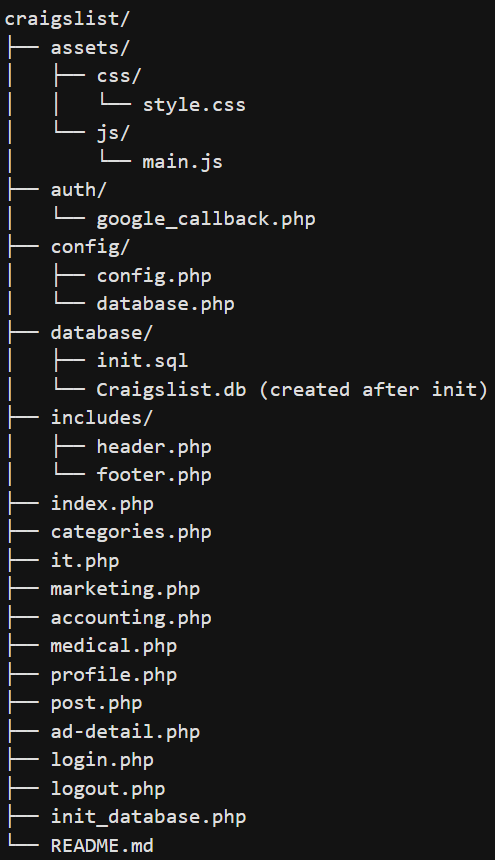 craigslist/
├── assets/
│   ├── css/
│   │   └── style.css
│   └── js/
│       └── main.js
├── auth/
│   └── google_callback.php
├── config/
│   ├── config.php
│   └── database.php
├── database/
│   ├── init.sql
│   └── Craigslist.db (created after init)
├── includes/
│   ├── header.php
│   └── footer.php
├── index.php
├── categories.php
├── it.php
├── marketing.php
├── accounting.php
├── medical.php
├── profile.php
├── post.php
├── ad-detail.php
├── login.php
├── logout.php
├── init_database.php
└── README.md